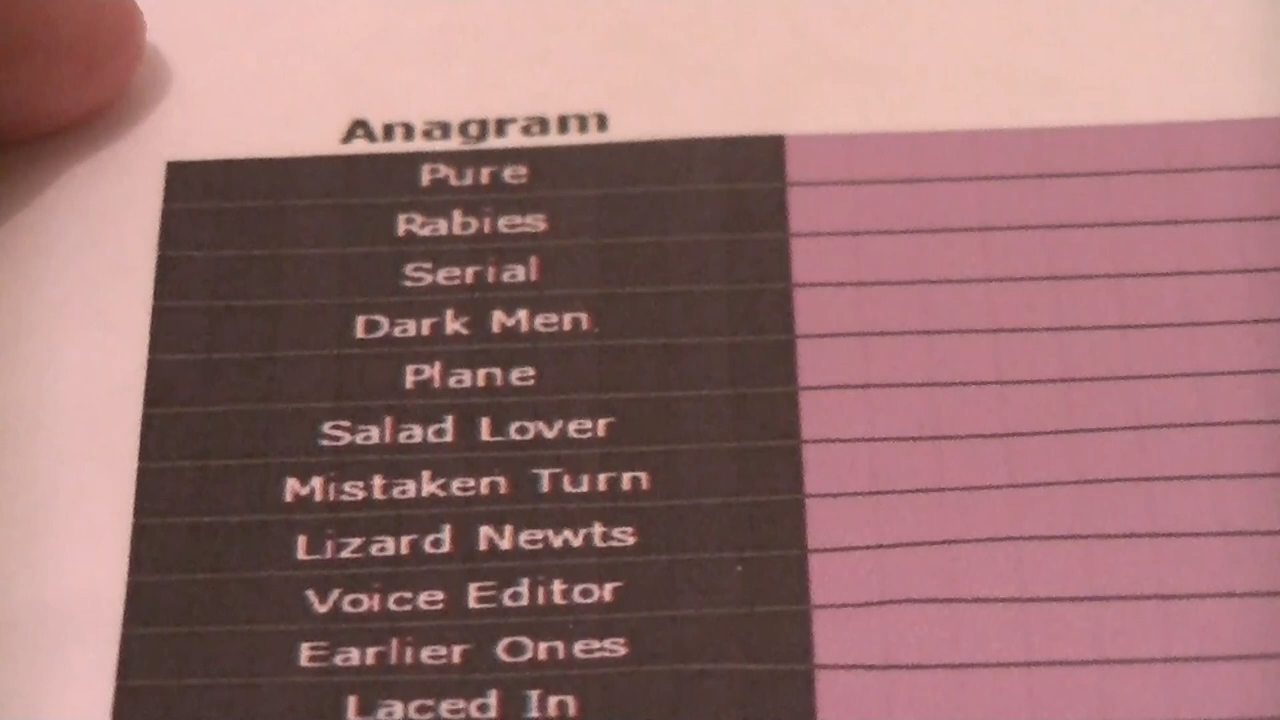 Anagram
Pure
Rabies
Serial
Dark Men
Plane
Salad Lover
Mistaken Turn
Lizard Newts
Voice Editor
Earlier Ones
Laced In